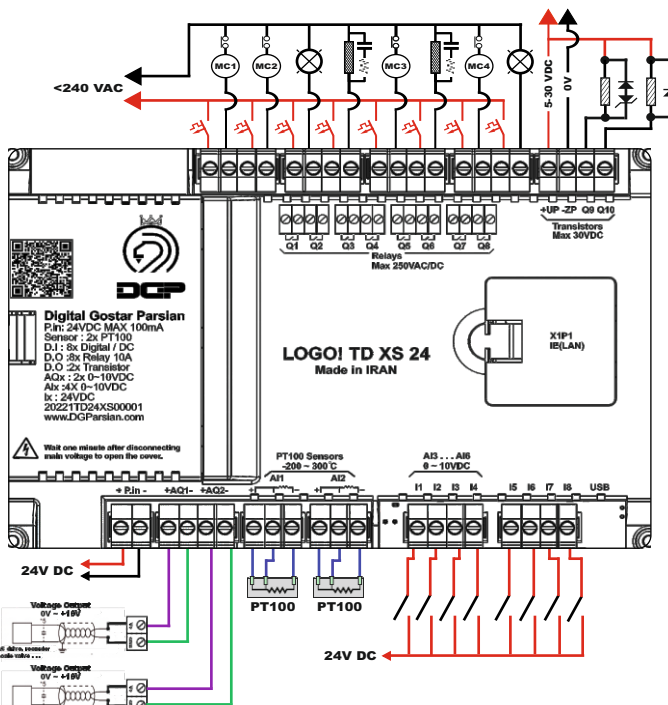 <240 VAC
MC1
MC2
MC3
MC4
5-30 VDC
0V
+UP -ZP Q9 Q10
Transistors
Max 30VDC
Q1 Q2 Q3 Q4 Q5 Q6 Q7 Q8
Relays
Max 250VAC/DC
DGP
Digital Gostar Parsian
P.in: 24VDC MAX 100mA
Sensor : 2x PT100
D.I : 8x Digital / DC
D.O :8x Relay 10A
D.O :2x Transistor
AQx : 2x 0~10VDC
AIx :4X 0~10VDC
Ix : 24VDC
20221TD24XS00001
www.DGParsian.com
LOGO! TD XS 24
Made in IRAN
X1P1
IE(LAN)
Wait one minute after disconnecting
main voltage to open the cover.
PT100 Sensors
-200 ~ 300°C
AI1 AI2
+ - + -
AI3 . . . AI6
0 ~ 10VDC
+ P.in - +AQ1- +AQ2-
I1 I2 I3 I4 I5 I6 I7 I8 USB
24V DC
PT100 PT100
Voltage Output
0V ~ +10V
24V DC
Voltage Output
0V ~ +10V